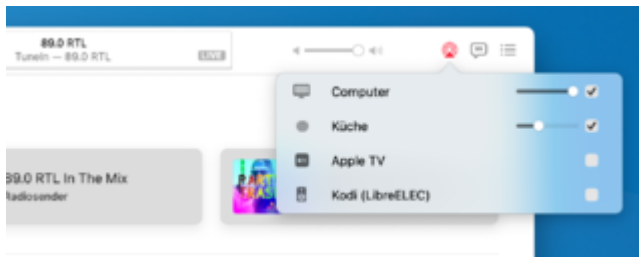 89.0 RTL
TuneIn — 89.0 RTL
LIVE
Computer
Küche
89.0 RTL In The Mix
Radiosender
Apple TV
Kodi (LibreELEC)